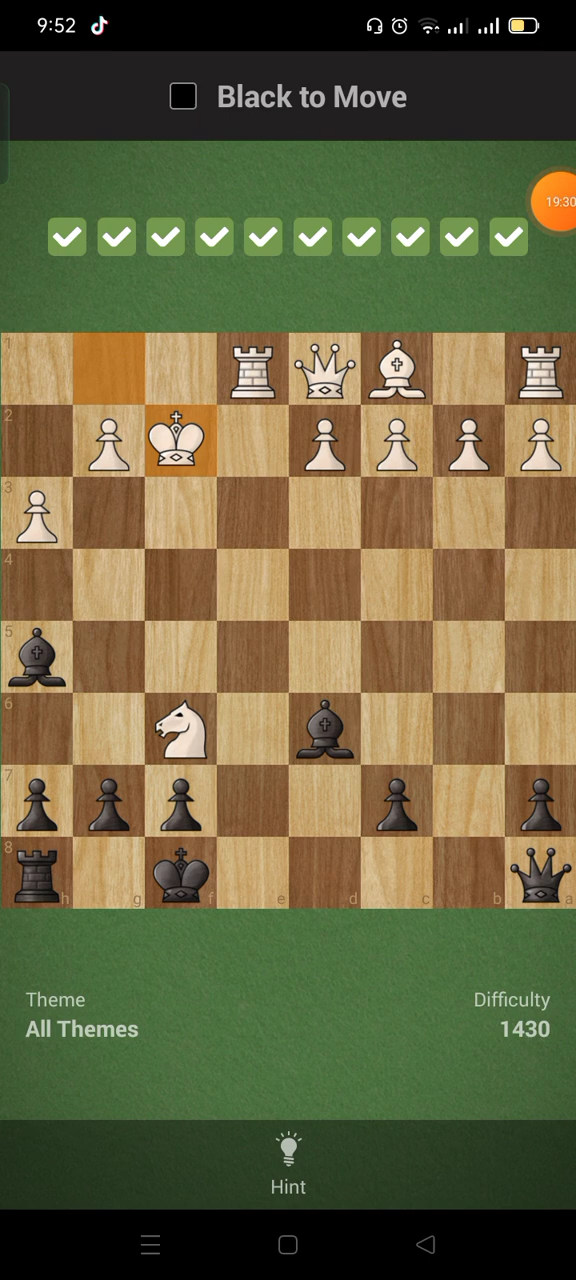 9:52
Black to Move
19:30
1
2
3
4
5
6
7
8
h g f e d c b a
Theme
Difficulty
All Themes
1430
Hint